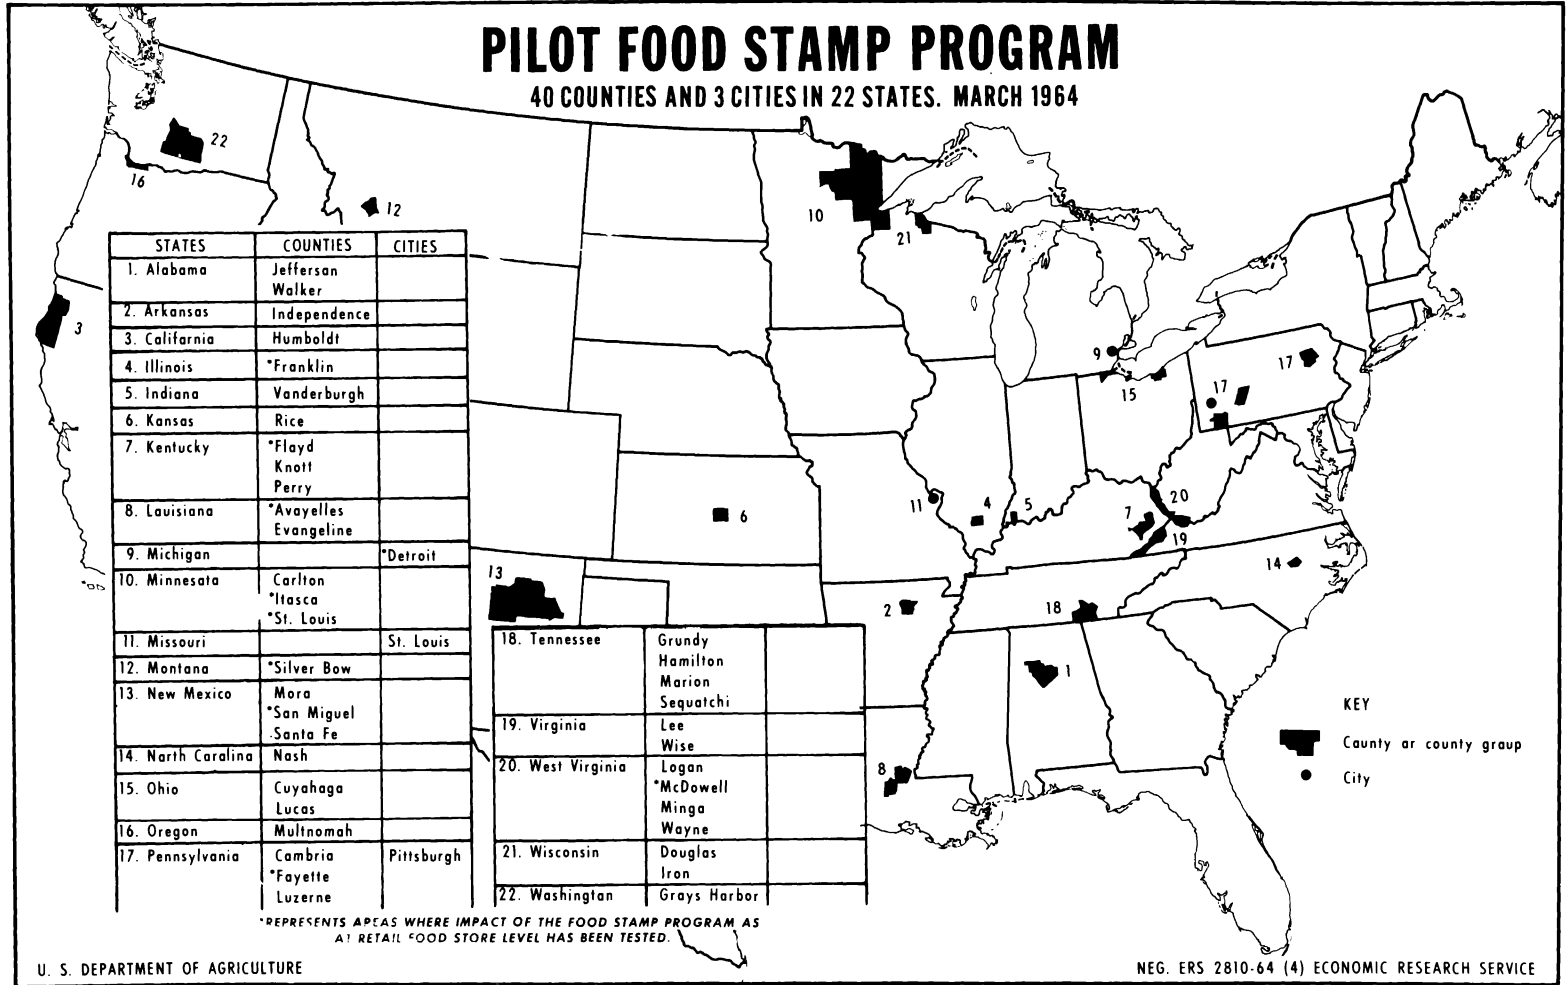 PILOT FOOD STAMP PROGRAM
40 COUNTIES AND 3 CITIES IN 22 STATES. MARCH 1964
22
16
12
3
10
21
9
15
17
17
11
4
5
7
20
19
6
13
2
18
14
1
8
STATES COUNTIES CITIES
1. Alabama Jeffersan
Walker
2. Arkansas Independence
3. California Humboldt
4. Illinois *Franklin
5. Indiana Vanderburgh
6. Kansas Rice
7. Kentucky *Flayd
Knott
Perry
8. Lauisiana *Avayelles
Evangeline
9. Michigan *Detroit
10. Minnesata Carlton
*Itasca
*St. Louis
11. Missouri St. Louis
12. Montana *Silver Bow
13. New Mexico Mora
*San Miguel
Santa Fe
14. Narth Caralina Nash
15. Ohio Cuyahaga
Lucas
16. Oregon Multnomah
17. Pennsylvania Cambria Pittsburgh
*Fayette
Luzerne
18. Tennessee Grundy
Hamilton
Marion
Sequatchi
19. Virginia Lee
Wise
20. West Virginia Logan
*McDowell
Minga
Wayne
21. Wisconsin Douglas
Iron
22. Washingtan Grays Harbor
*REPRESENTS AREAS WHERE IMPACT OF THE FOOD STAMP PROGRAM AS
AT RETAIL FOOD STORE LEVEL HAS BEEN TESTED.
KEY
Caunty ar county graup
City
U. S. DEPARTMENT OF AGRICULTURE
NEG. ERS 2810-64 (4) ECONOMIC RESEARCH SERVICE